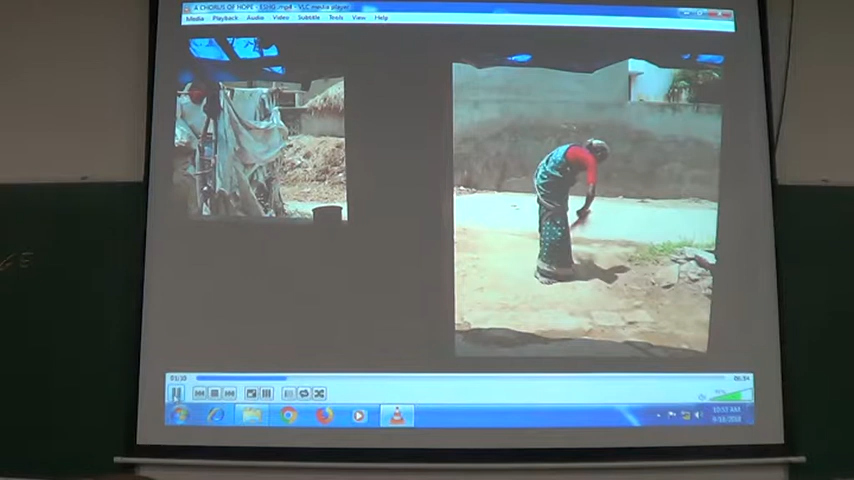 A CHORUS OF HOPE - ENG .mp4 - VLC media player
Media Playback Audio Video Subtitle Tools View Help
01:10
06:54
10:57 AM